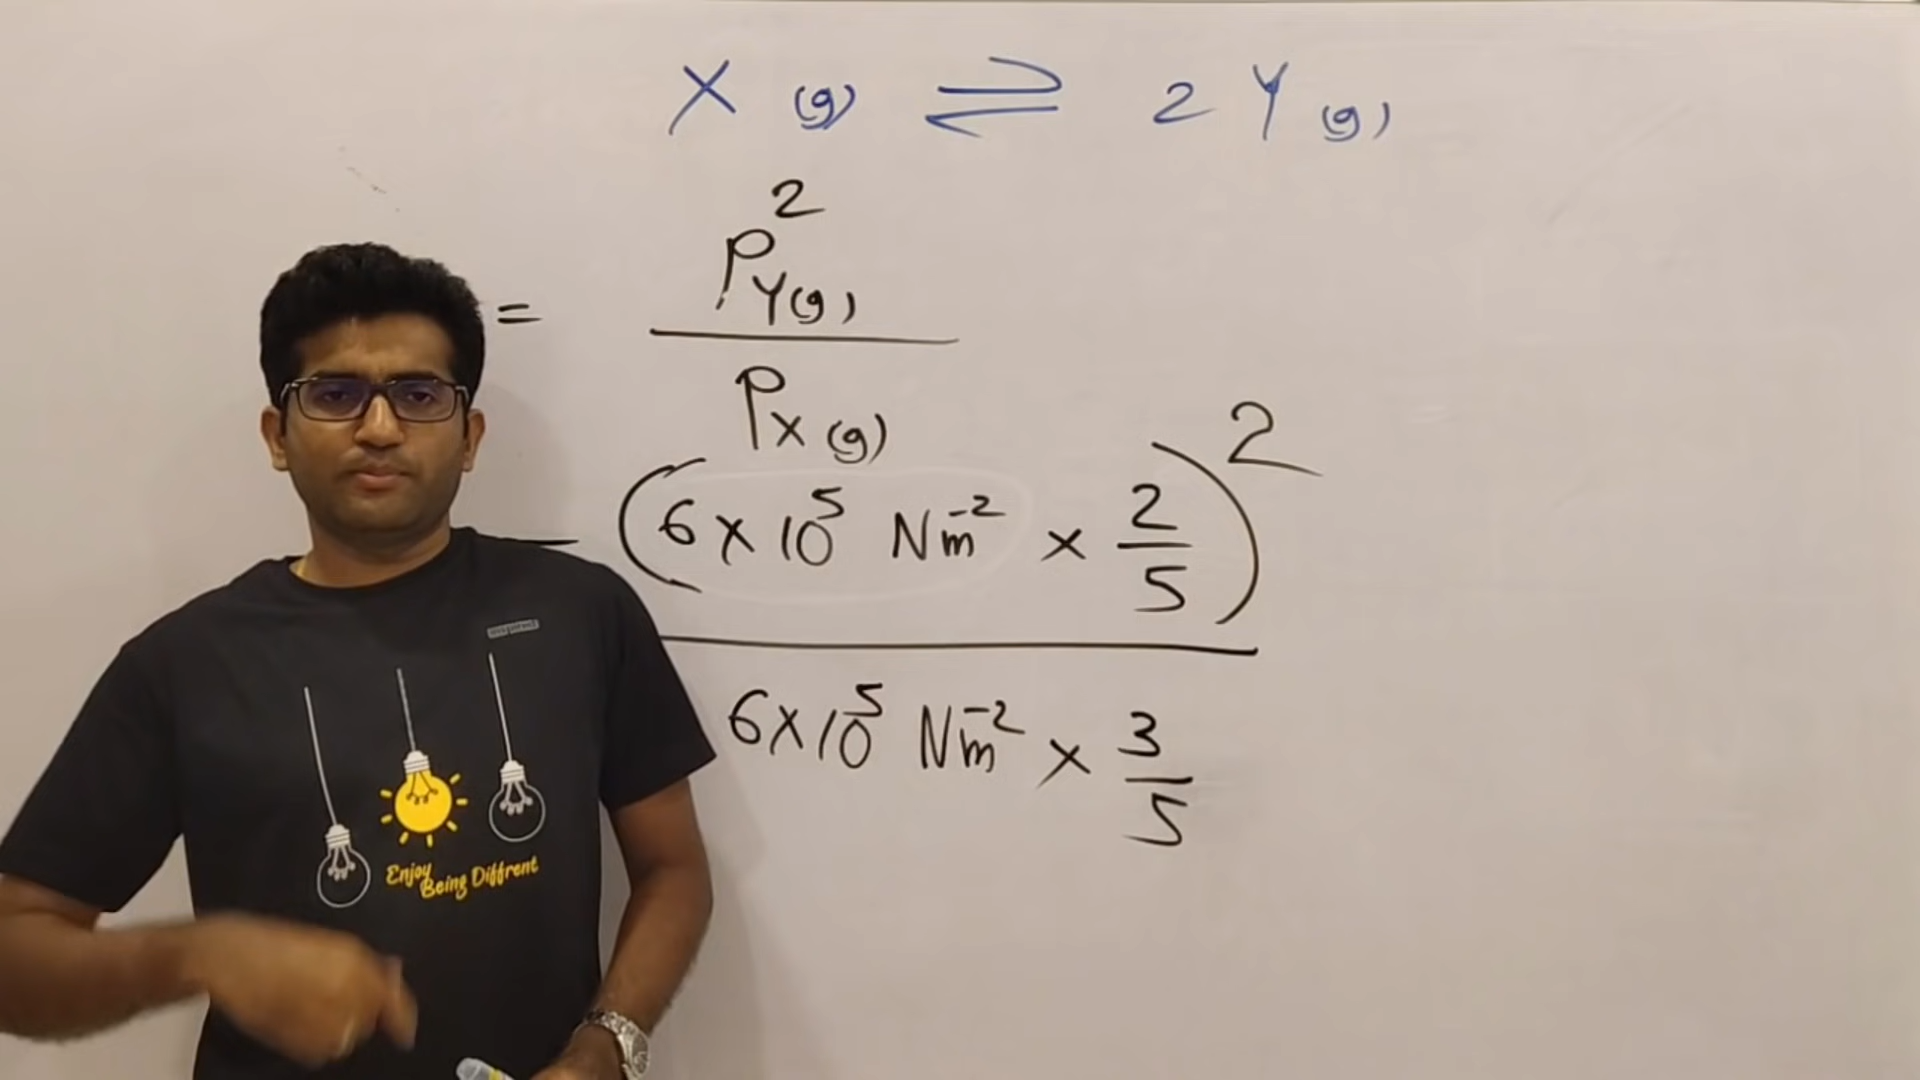 X (g) ⇌ 2 Y (g)
= P²Y(g)
PX(g)
= (6 × 10⁵ Nm⁻² × 2/5)²
6 × 10⁵ Nm⁻² × 3/5
inspired
Enjoy
Being Diffrent